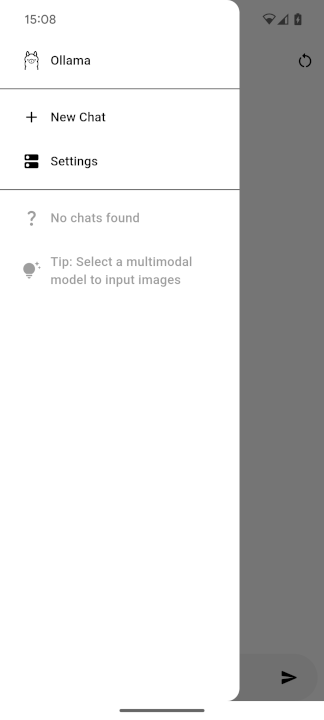 15:08
Ollama
New Chat
Settings
No chats found
Tip: Select a multimodal
model to input images